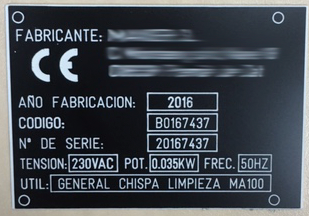 FABRICANTE:
CE
AÑO FABRICACION: 2016
CODIGO: B0167437
Nº DE SERIE: 20167437
TENSION: 230VAC POT. 0.035KW FREC. 50HZ
UTIL: GENERAL CHISPA LIMPIEZA MA100